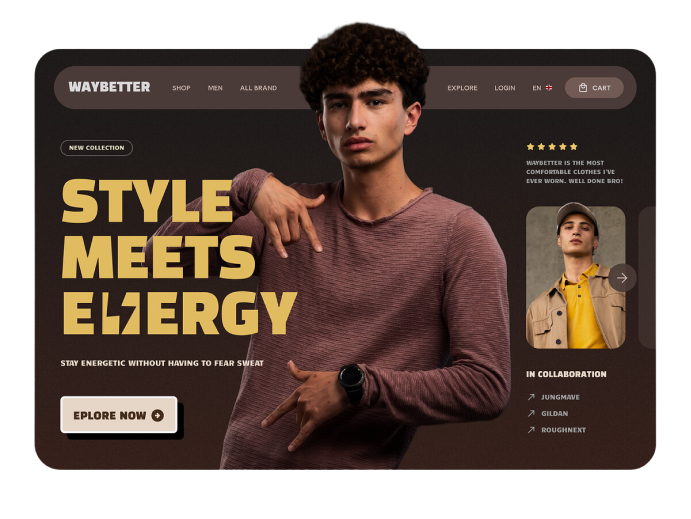 WAYBETTER
SHOP
MEN
ALL BRAND
EXPLORE
LOGIN
EN
CART
NEW COLLECTION
STYLE
MEETS
ENERGY
STAY ENERGETIC WITHOUT HAVING TO FEAR SWEAT
EPLORE NOW
WAYBETTER IS THE MOST
COMFORTABLE CLOTHES I'VE
EVER WORN. WELL DONE BRO!
IN COLLABORATION
JUNGMAVE
GILDAN
ROUGHNEXT